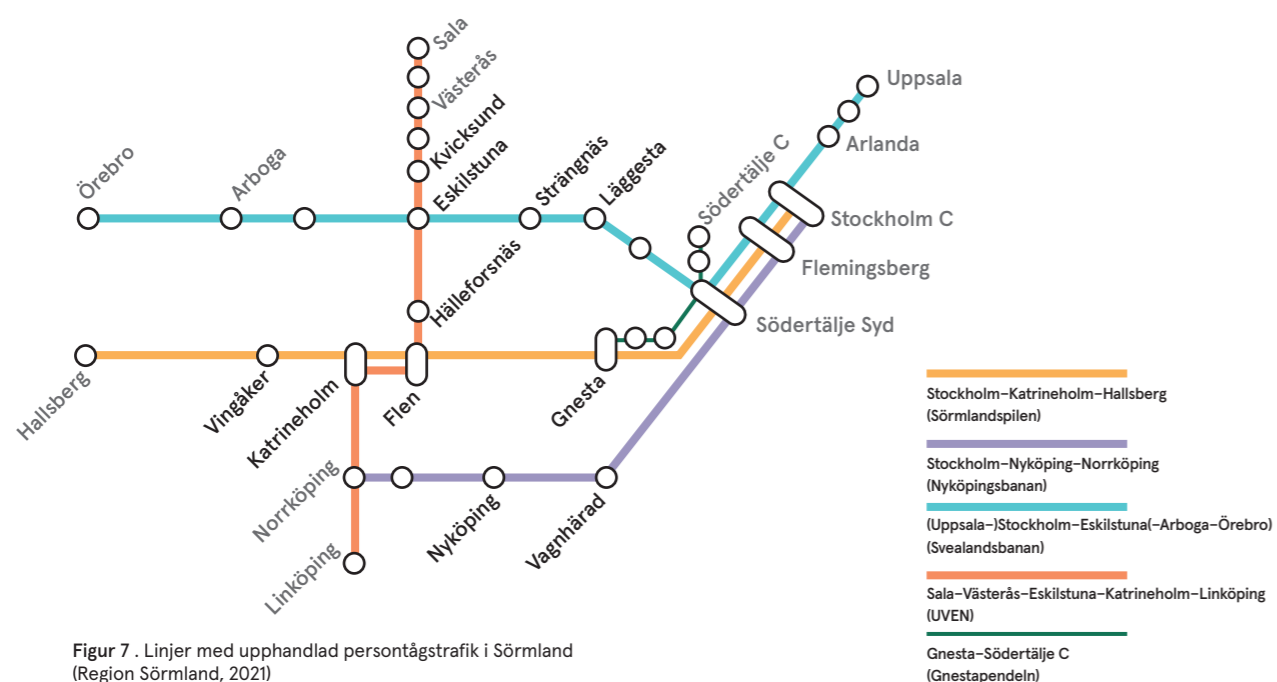 Sala
Västerås
Kvicksund
Eskilstuna
Örebro
Arboga
Strängnäs
Läggesta
Södertälje C
Uppsala
Arlanda
Stockholm C
Flemingsberg
Södertälje Syd
Hälleforsnäs
Hallsberg
Vingåker
Katrineholm
Flen
Gnesta
Norrköping
Nyköping
Vagnhärad
Linköping
Stockholm–Katrineholm–Hallsberg
(Sörmlandspilen)
Stockholm–Nyköping–Norrköping
(Nyköpingsbanan)
(Uppsala–)Stockholm–Eskilstuna(–Arboga–Örebro)
(Svealandsbanan)
Sala–Västerås–Eskilstuna–Katrineholm–Linköping
(UVEN)
Gnesta–Södertälje C
(Gnestapendeln)
Figur 7 . Linjer med upphandlad persontågstrafik i Sörmland
(Region Sörmland, 2021)